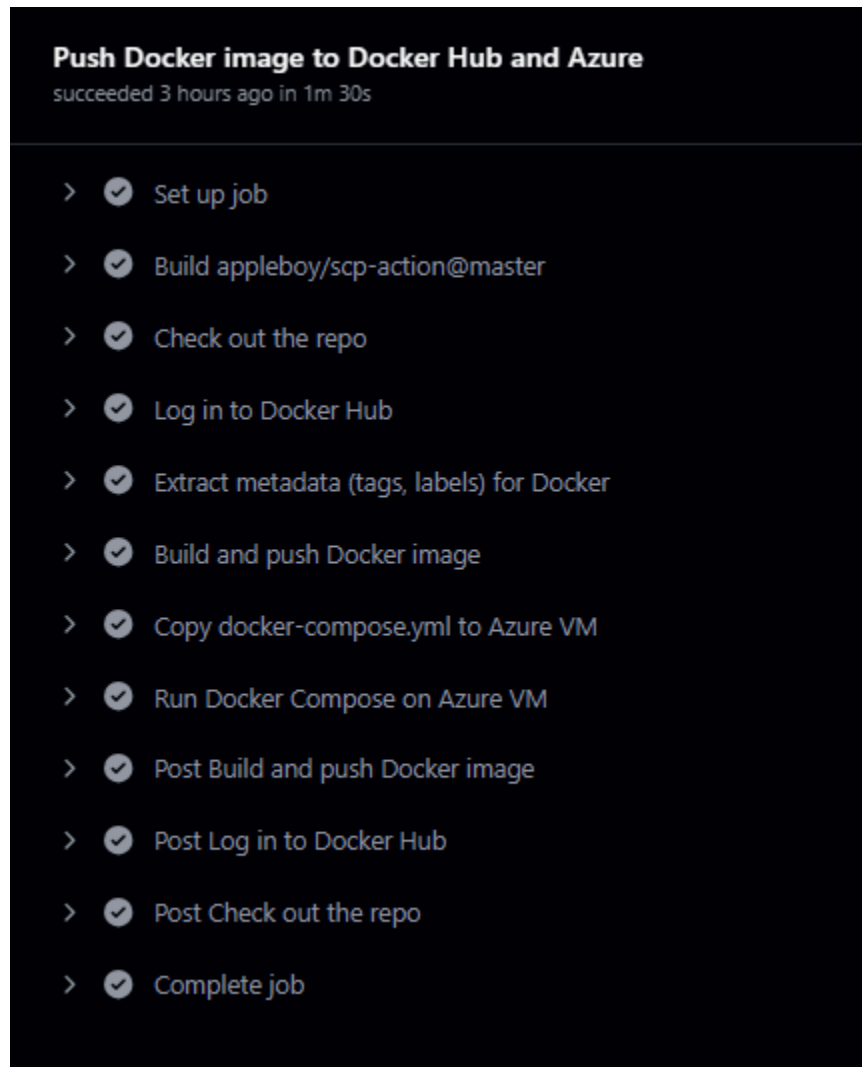 Push Docker image to Docker Hub and Azure
succeeded 3 hours ago in 1m 30s
Set up job
Build appleboy/scp-action@master
Check out the repo
Log in to Docker Hub
Extract metadata (tags, labels) for Docker
Build and push Docker image
Copy docker-compose.yml to Azure VM
Run Docker Compose on Azure VM
Post Build and push Docker image
Post Log in to Docker Hub
Post Check out the repo
Complete job